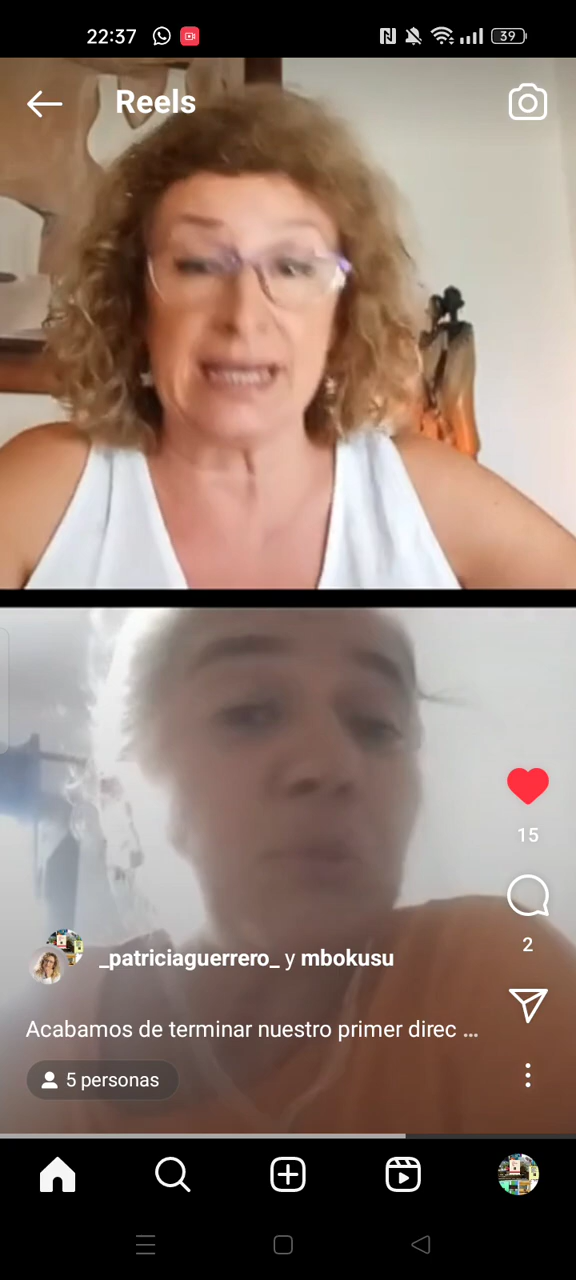 22:37
39
Reels
15
2
_patriciaguerrero_ y mbokusu
Acabamos de terminar nuestro primer direc ...
5 personas